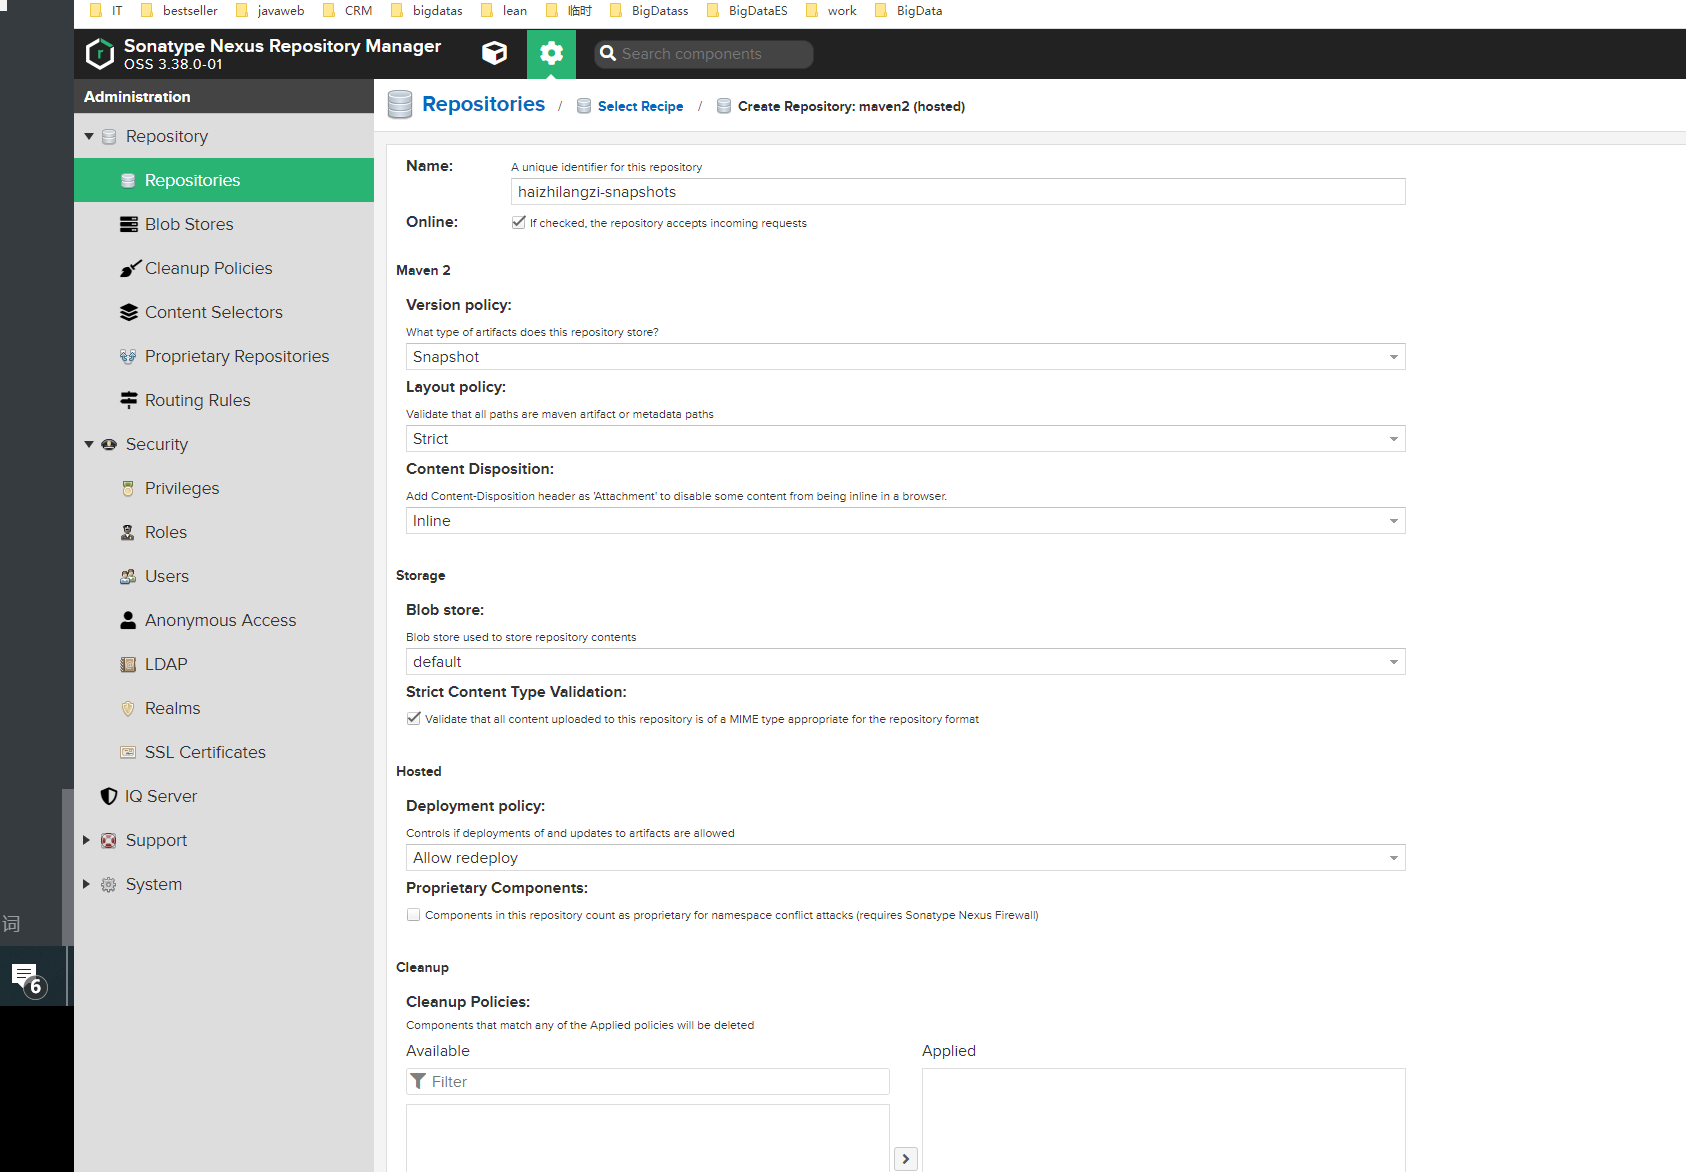 IT bestseller javaweb CRM bigdatas lean 临时 BigDatass BigDataES work BigData
Sonatype Nexus Repository Manager
OSS 3.38.0-01
Search components
Administration
Repository
Repositories
Blob Stores
Cleanup Policies
Content Selectors
Proprietary Repositories
Routing Rules
Security
Privileges
Roles
Users
Anonymous Access
LDAP
Realms
SSL Certificates
IQ Server
Support
System
词
6
Repositories / Select Recipe / Create Repository: maven2 (hosted)
Name: A unique identifier for this repository
haizhilangzi-snapshots
Online: If checked, the repository accepts incoming requests
Maven 2
Version policy:
What type of artifacts does this repository store?
Snapshot
Layout policy:
Validate that all paths are maven artifact or metadata paths
Strict
Content Disposition:
Add Content-Disposition header as 'Attachment' to disable some content from being inline in a browser.
Inline
Storage
Blob store:
Blob store used to store repository contents
default
Strict Content Type Validation:
Validate that all content uploaded to this repository is of a MIME type appropriate for the repository format
Hosted
Deployment policy:
Controls if deployments of and updates to artifacts are allowed
Allow redeploy
Proprietary Components:
Components in this repository count as proprietary for namespace conflict attacks (requires Sonatype Nexus Firewall)
Cleanup
Cleanup Policies:
Components that match any of the Applied policies will be deleted
Available Applied
Filter